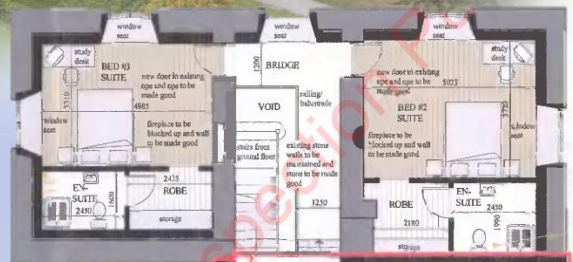 window
seat
window
seat
window
seat
study
desk
BED #3
SUITE
new door in existing
ope and ope to be
made good
4985
3310
window
seat
fireplace to be
blocked up and wall
to be made good
EN-
SUITE
2450
1600
2435
ROBE
storage
1200
BRIDGE
railing/
balustrade
VOID
stairs from
ground floor
existing stone
walls to be
maintained and
stone to be made
good
3250
study
desk
new door in existing
ope and ope to be
made good
5025
BED #2
SUITE
3720
window
seat
fireplace to be
blocked up and wall
to be made good
ROBE
2180
storage
EN-
SUITE
2450
1990